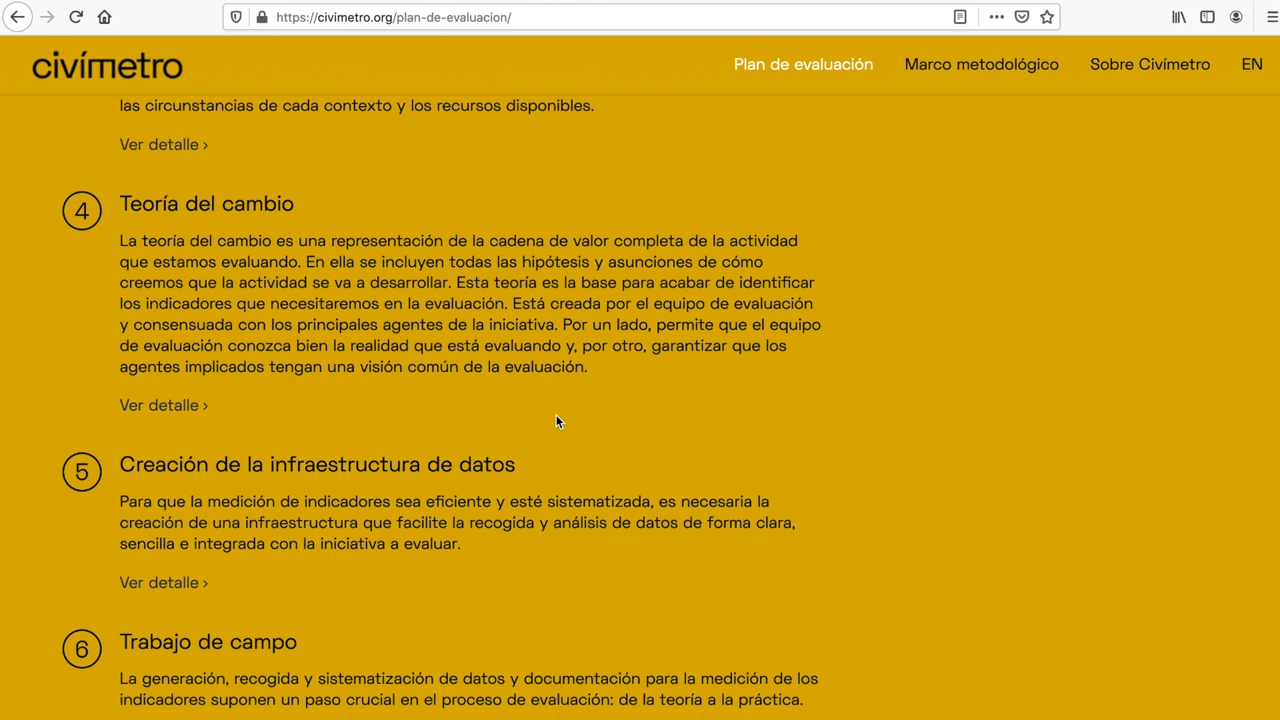 https://civimetro.org/plan-de-evaluacion/
civímetro
Plan de evaluación
Marco metodológico
Sobre Civímetro
EN
las circunstancias de cada contexto y los recursos disponibles.
Ver detalle ›
4
Teoría del cambio
La teoría del cambio es una representación de la cadena de valor completa de la actividad
que estamos evaluando. En ella se incluyen todas las hipótesis y asunciones de cómo
creemos que la actividad se va a desarrollar. Esta teoría es la base para acabar de identificar
los indicadores que necesitaremos en la evaluación. Está creada por el equipo de evaluación
y consensuada con los principales agentes de la iniciativa. Por un lado, permite que el equipo
de evaluación conozca bien la realidad que está evaluando y, por otro, garantizar que los
agentes implicados tengan una visión común de la evaluación.
Ver detalle ›
5
Creación de la infraestructura de datos
Para que la medición de indicadores sea eficiente y esté sistematizada, es necesaria la
creación de una infraestructura que facilite la recogida y análisis de datos de forma clara,
sencilla e integrada con la iniciativa a evaluar.
Ver detalle ›
6
Trabajo de campo
La generación, recogida y sistematización de datos y documentación para la medición de los
indicadores suponen un paso crucial en el proceso de evaluación: de la teoría a la práctica.